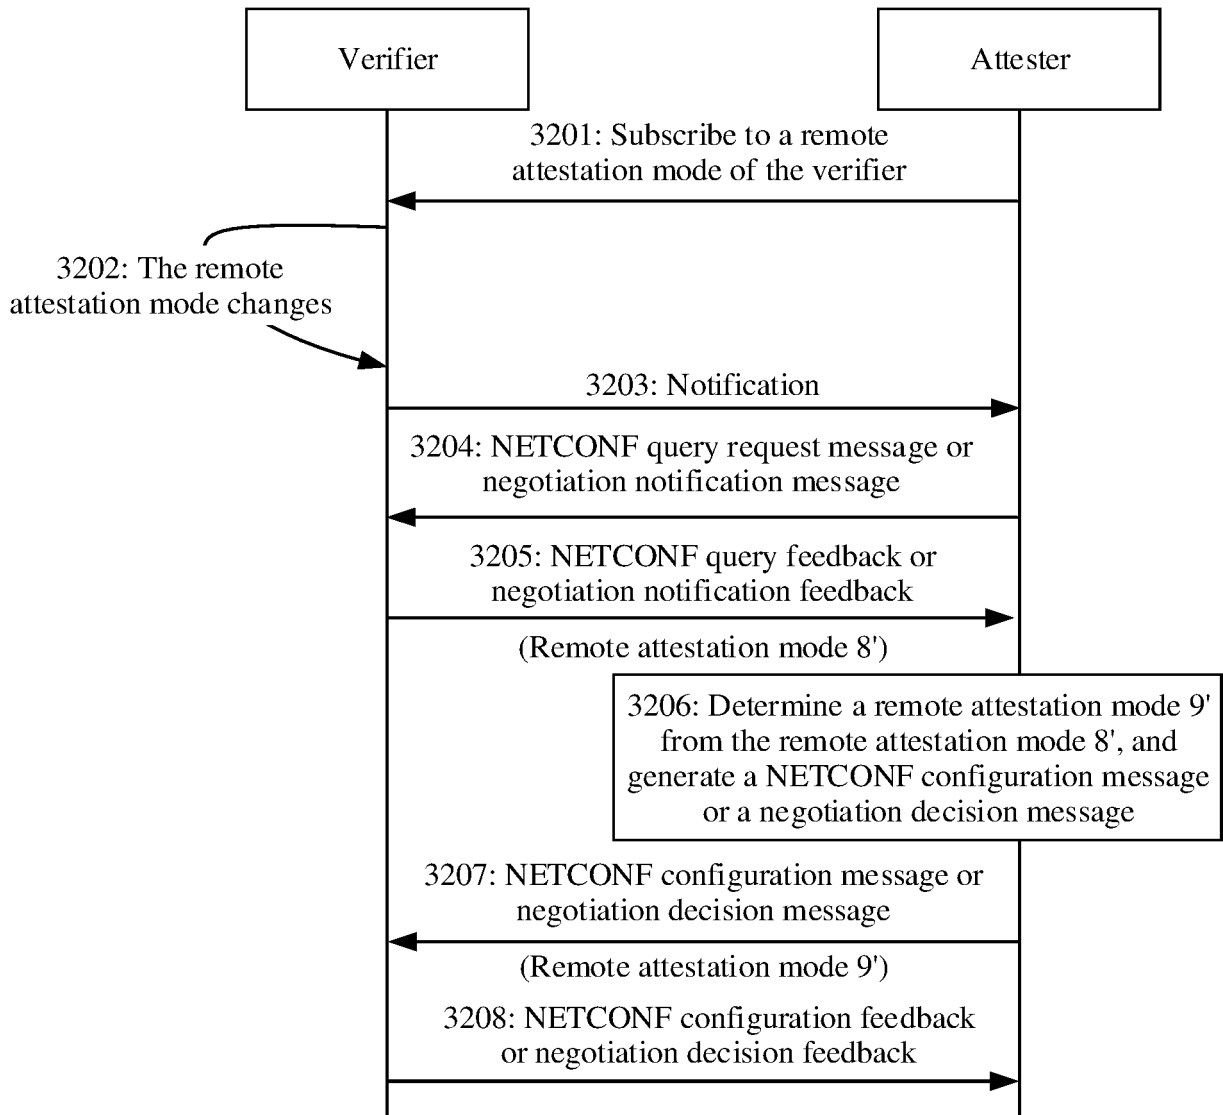 Verifier
Attester
3201: Subscribe to a remote
attestation mode of the verifier
3202: The remote
attestation mode changes
3203: Notification
3204: NETCONF query request message or
negotiation notification message
3205: NETCONF query feedback or
negotiation notification feedback
(Remote attestation mode 8')
3206: Determine a remote attestation mode 9'
from the remote attestation mode 8', and
generate a NETCONF configuration message
or a negotiation decision message
3207: NETCONF configuration message or
negotiation decision message
(Remote attestation mode 9')
3208: NETCONF configuration feedback
or negotiation decision feedback